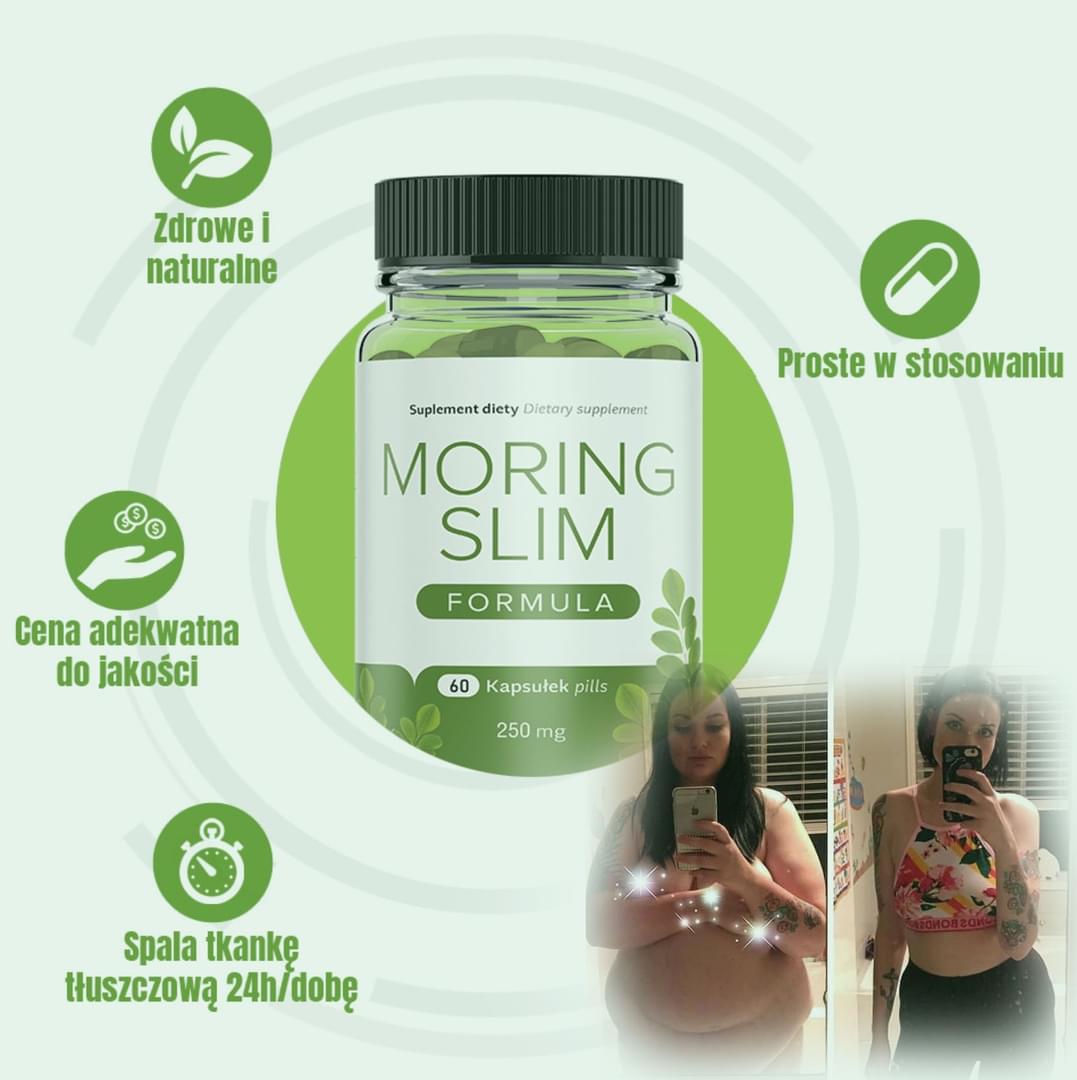 Zdrowe i
naturalne
Proste w stosowaniu
Suplement diety Dietary supplement
MORING
SLIM
FORMULA
60 Kapsułek pills
250 mg
Cena adekwatna
do jakości
Spala tkankę
tłuszczową 24h/dobę